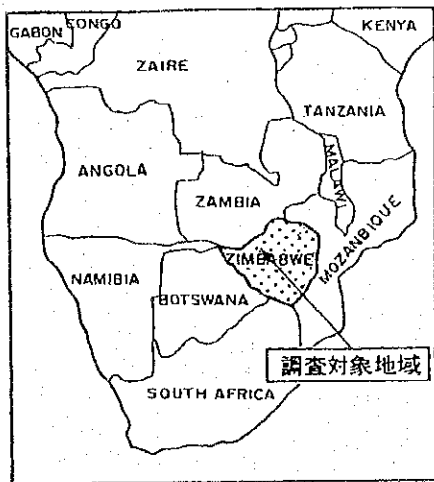 GABON
CONGO
KENYA
ZAIRE
TANZANIA
ANGOLA
MALAWI
ZAMBIA
MOZANBIQUE
ZIMBABWE
NAMIBIA
BOTSWANA
調査対象地域
SOUTH AFRICA